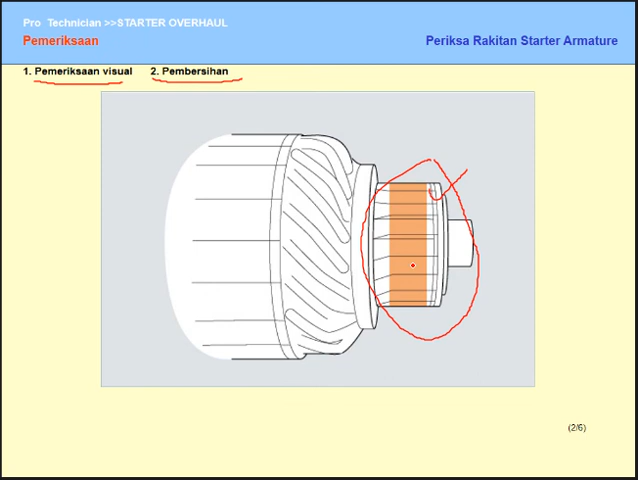 Pro Technician >>STARTER OVERHAUL
Pemeriksaan
Periksa Rakitan Starter Armature
1. Pemeriksaan visual 2. Pembersihan
(2/6)